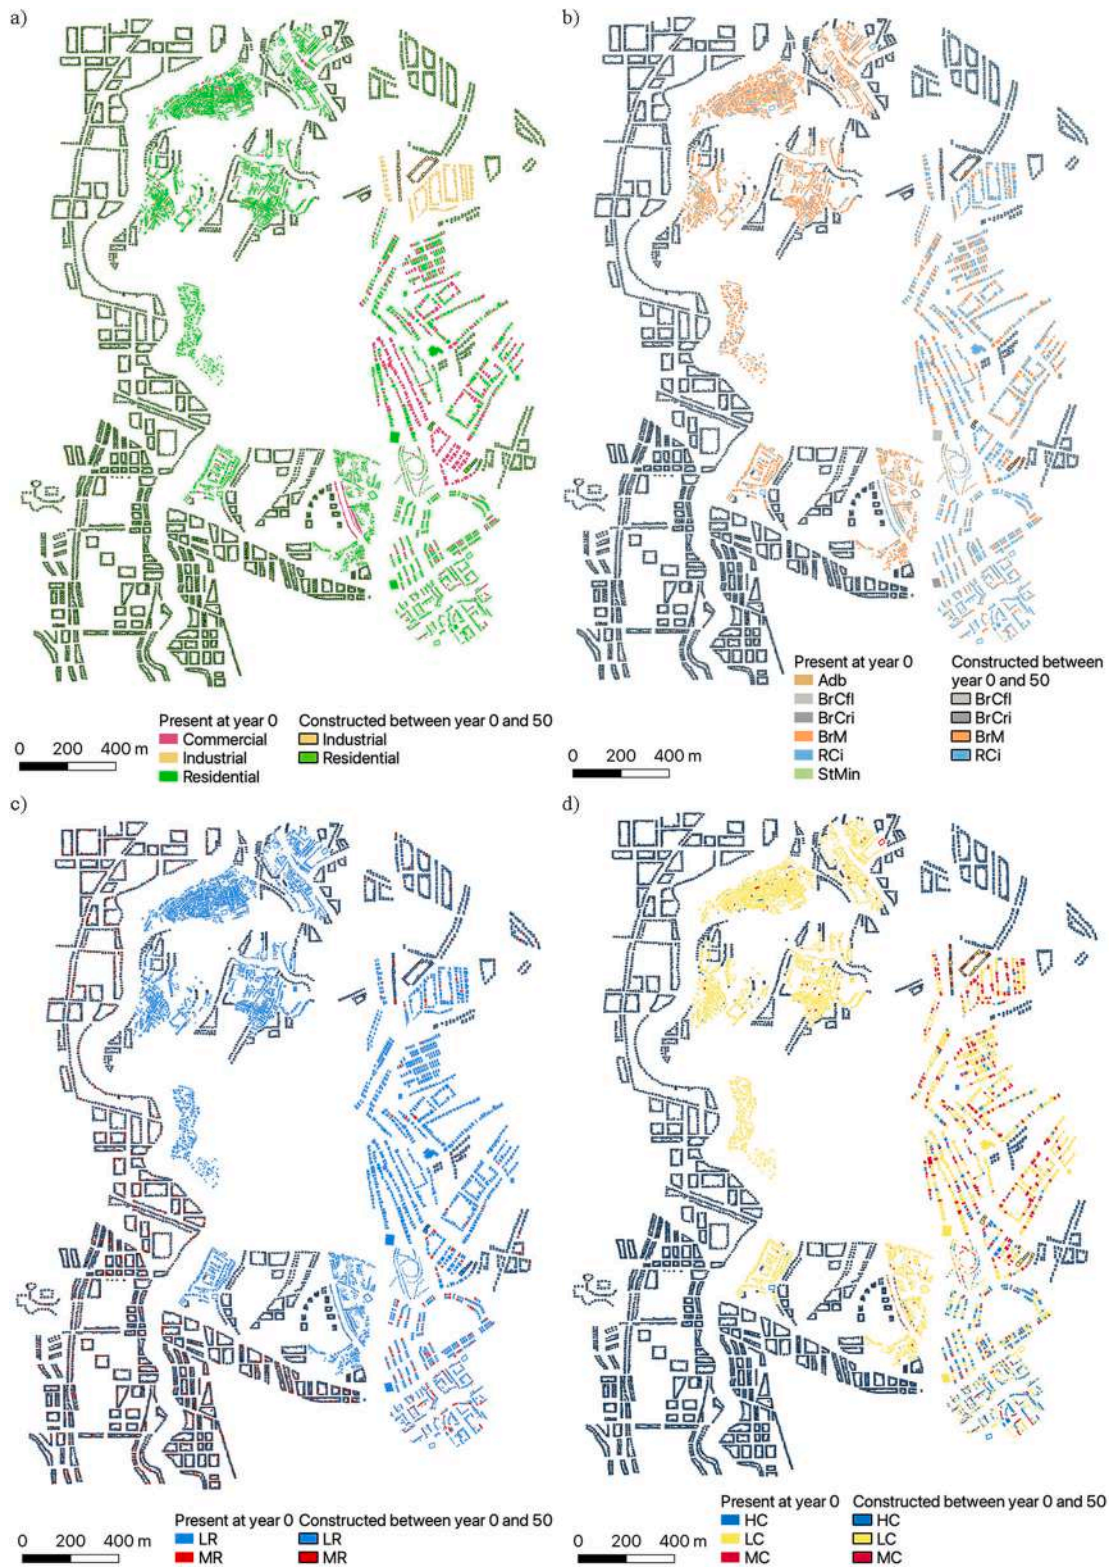 a)
b)
Present at year 0 Constructed between year 0 and 50
Commercial Industrial
Industrial Residential
Residential
0 200 400 m
Present at year 0 Constructed between
year 0 and 50
Adb BrCfl
BrCfl BrCri
BrCri BrM
BrM RCi
RCi
StMin
0 200 400 m
c)
d)
Present at year 0 Constructed between year 0 and 50
LR LR
MR MR
0 200 400 m
Present at year 0 Constructed between year 0 and 50
HC HC
LC LC
MC MC
0 200 400 m